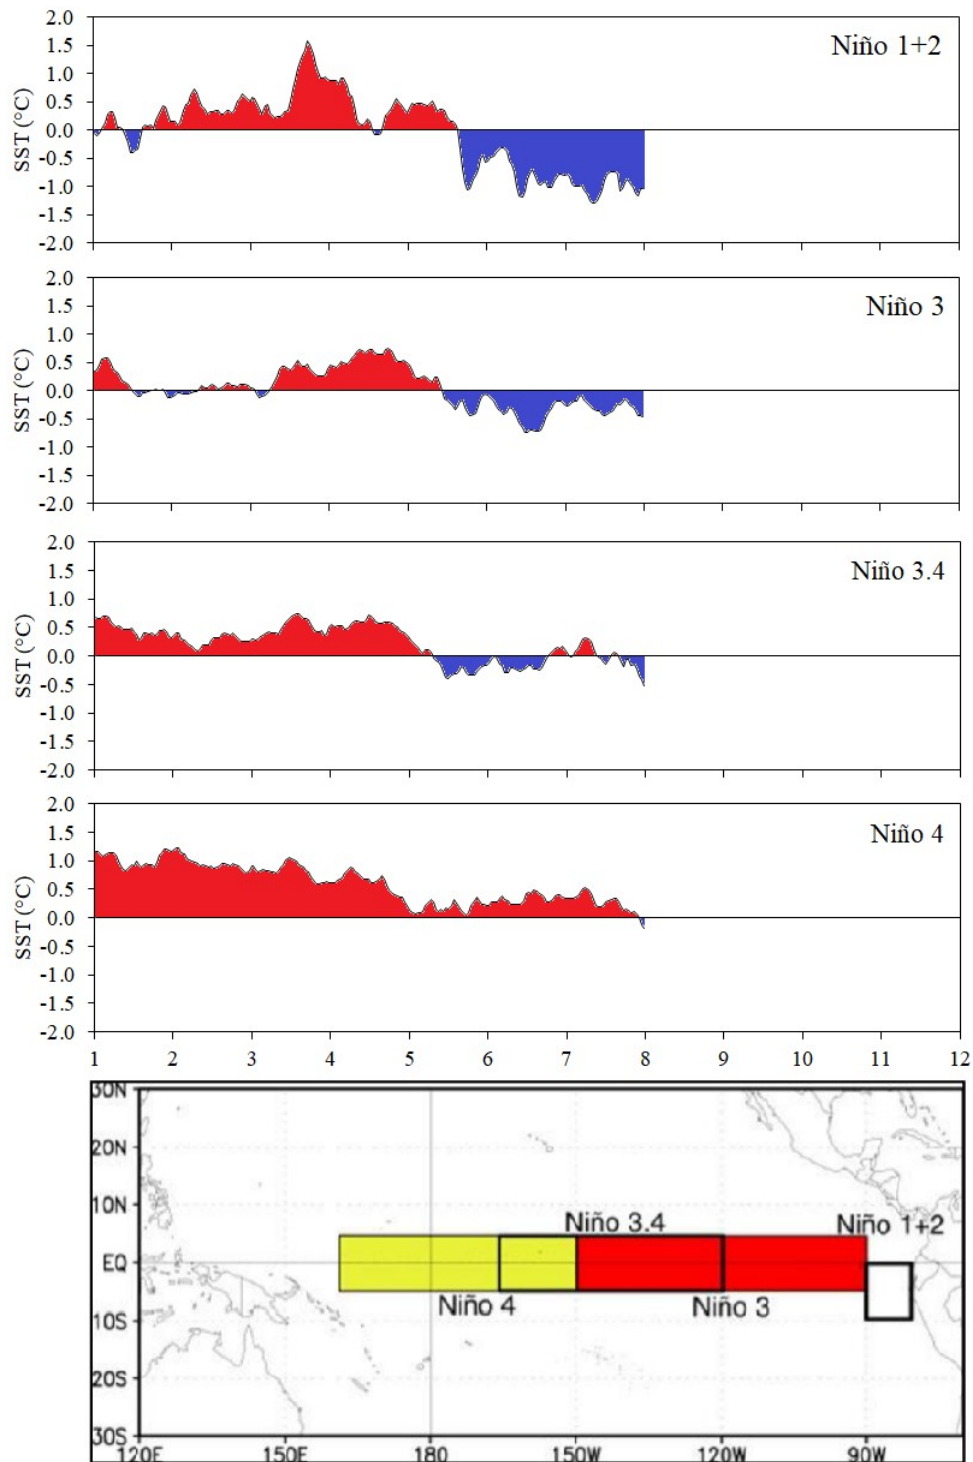 Niño 1+2
SST (°C)
2.0
1.5
1.0
0.5
0.0
-0.5
-1.0
-1.5
-2.0
Niño 3
SST (°C)
2.0
1.5
1.0
0.5
0.0
-0.5
-1.0
-1.5
-2.0
Niño 3.4
SST (°C)
2.0
1.5
1.0
0.5
0.0
-0.5
-1.0
-1.5
-2.0
Niño 4
SST (°C)
2.0
1.5
1.0
0.5
0.0
-0.5
-1.0
-1.5
-2.0
1 2 3 4 5 6 7 8 9 10 11 12
30N
20N
10N
EQ
10S
20S
30S
Niño 3.4 Niño 1+2
Niño 4 Niño 3
120E 150E 180 150W 120W 90W